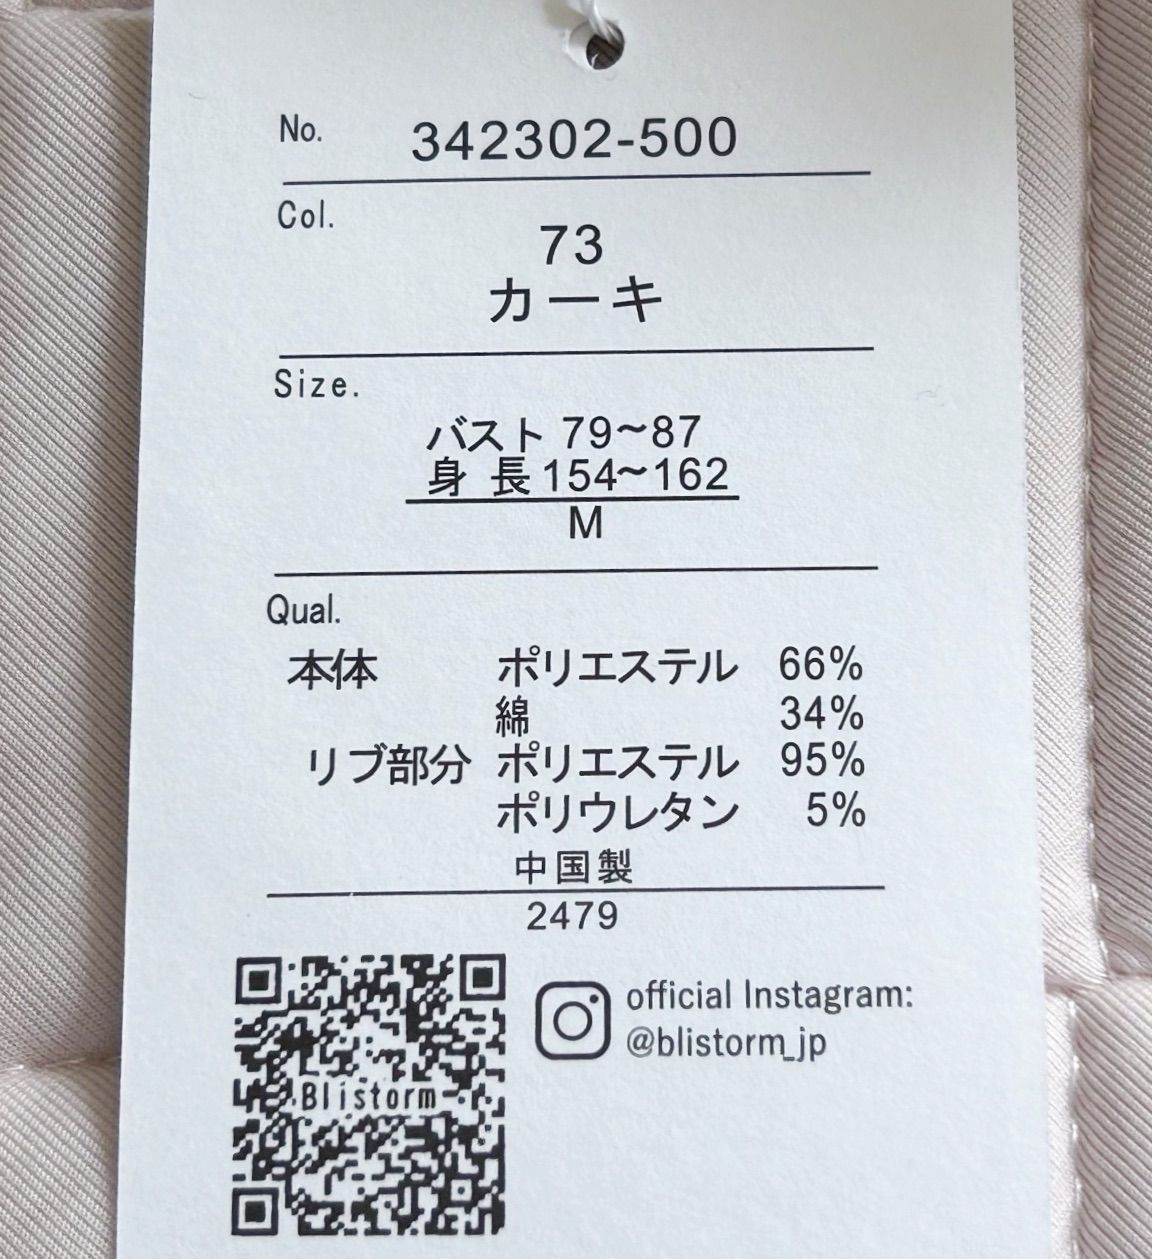 No. 342302-500
Col.
73
カーキ
Size.
バスト 79～87
身 長 154～162
M
Qual.
本体 ポリエステル 66%
綿 34%
リブ部分 ポリエステル 95%
ポリウレタン 5%
中国製
2479
Blistorm
official Instagram:
@blistorm_jp